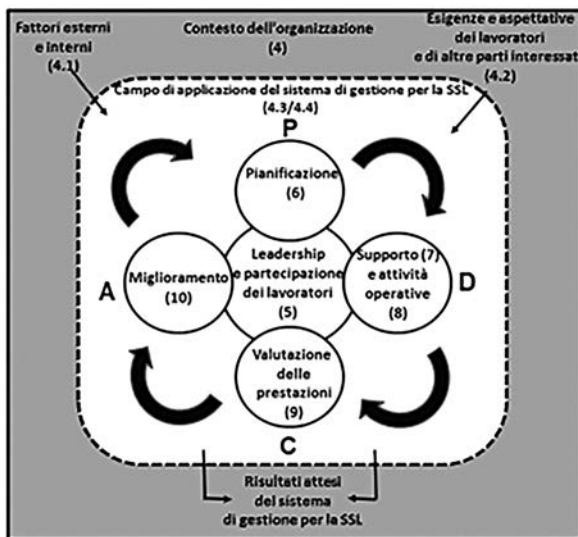 Fattori esterni
e interni
(4.1)
Contesto dell'organizzazione
(4)
Esigenze e aspettative
dei lavoratori
e di altre parti interessat
(4.2)
Campo di applicazione del sistema di gestione per la SSL
(4.3/4.4)
P
Pianificazione
(6)
A
Miglioramento
(10)
Leadership
e partecipazione
dei lavoratori
(5)
Supporto (7)
e attività
operative
(8)
D
Valutazione
delle
prestazioni
(9)
C
Risultati attesi
del sistema
di gestione per la SSL